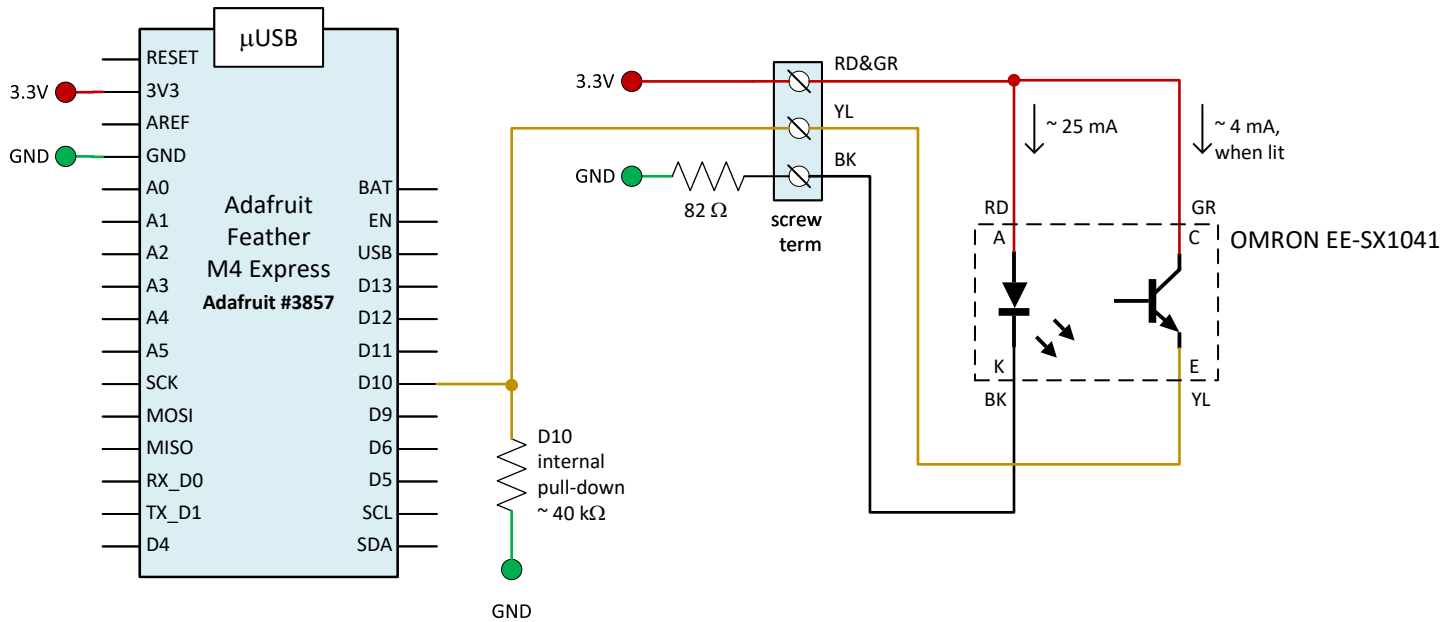 µUSB
RESET
3.3V
3V3
AREF
GND
GND
A0
A1
A2
A3
A4
A5
SCK
MOSI
MISO
RX_D0
TX_D1
D4
Adafruit
Feather
M4 Express
Adafruit #3857
BAT
EN
USB
D13
D12
D11
D10
D9
D6
D5
SCL
SDA
D10
internal
pull-down
~ 40 kΩ
GND
3.3V
GND
82 Ω
RD&GR
YL
BK
screw
term
~ 25 mA
~ 4 mA,
when lit
RD
GR
A
C
OMRON EE-SX1041
K
E
BK
YL